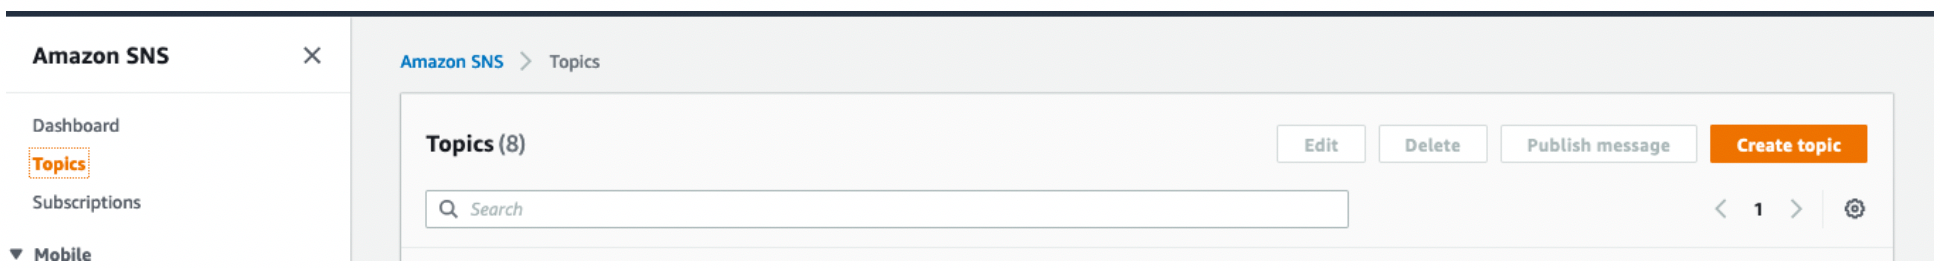 Amazon SNS
Dashboard
Topics
Subscriptions
Mobile
Amazon SNS > Topics
Topics (8)
Edit
Delete
Publish message
Create topic
Search
1